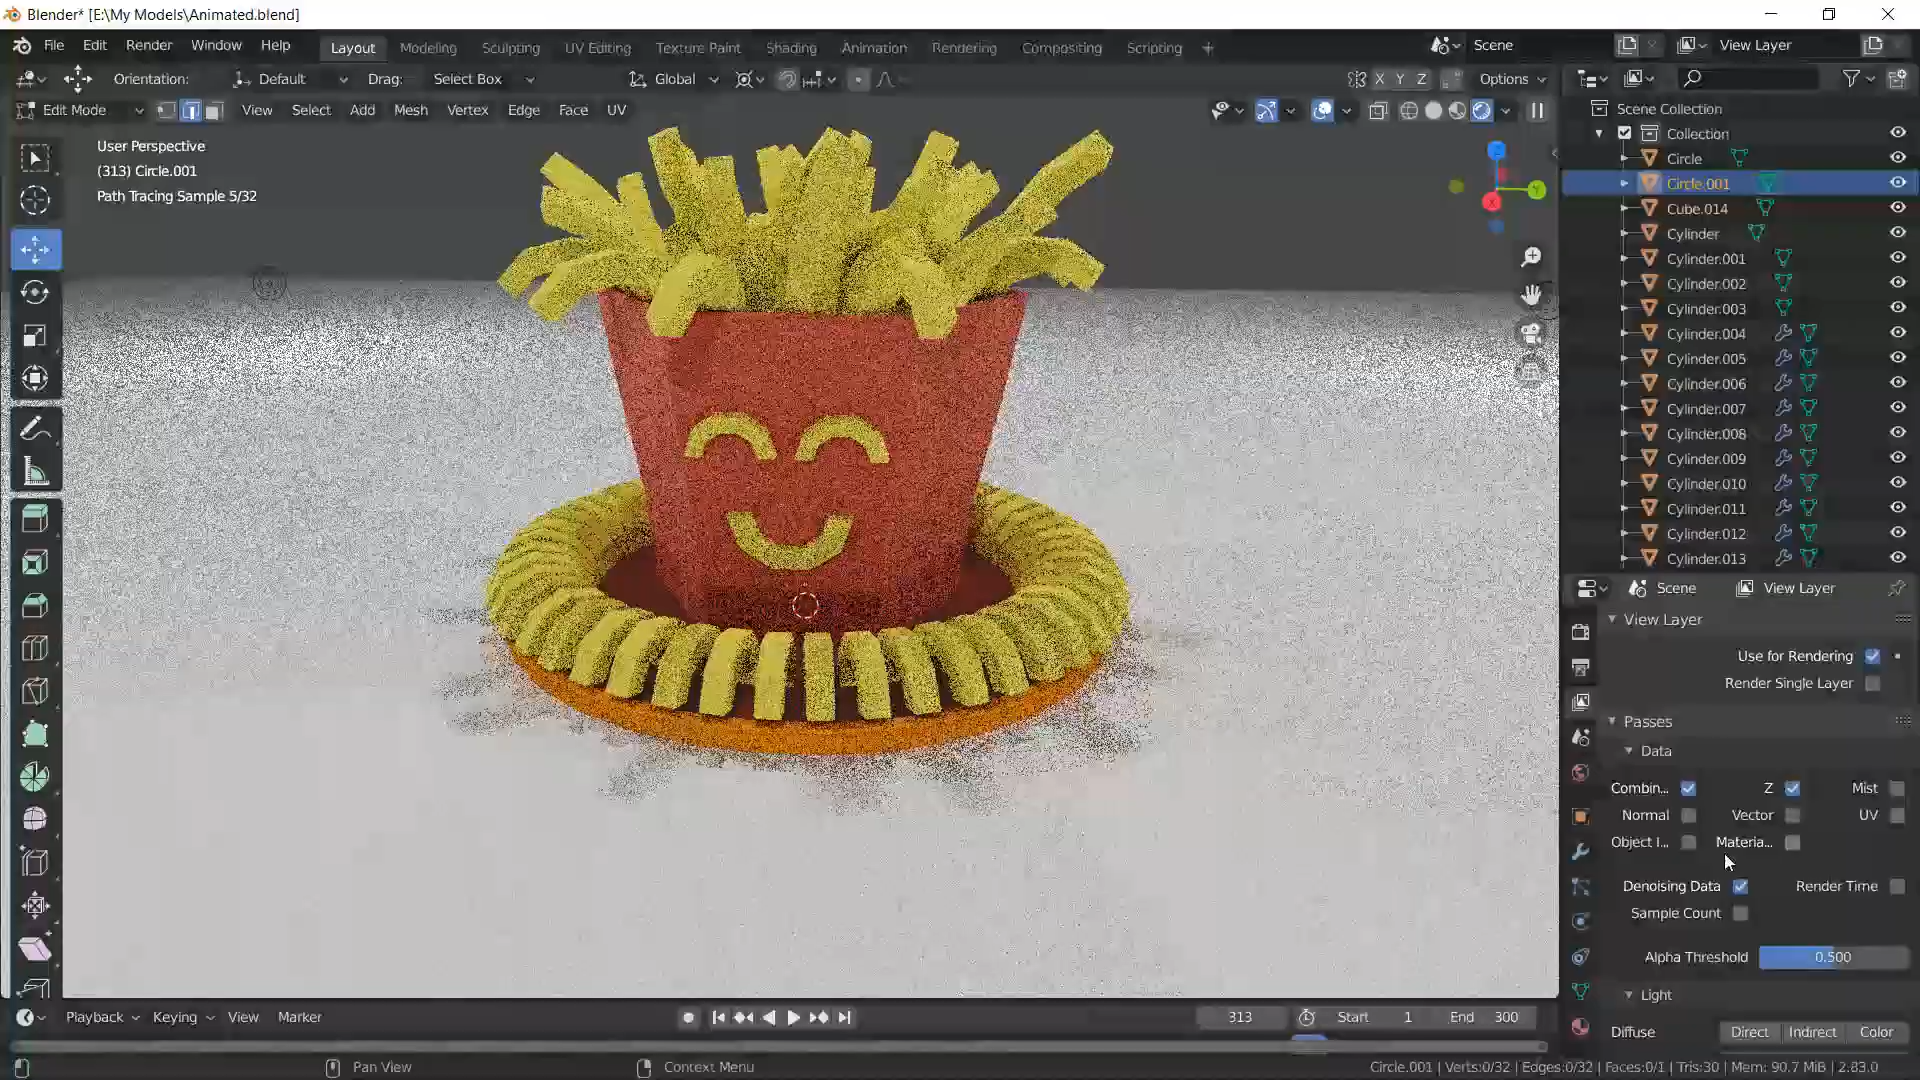 Blender* [E:\My Models\Animated.blend]
File Edit Render Window Help Layout Modeling Sculpting UV Editing Texture Paint Shading Animation Rendering Compositing Scripting + Scene View Layer
Orientation: Default Drag: Select Box Global X Y Z Options
Edit Mode View Select Add Mesh Vertex Edge Face UV
User Perspective
(313) Circle.001
Path Tracing Sample 5/32
Scene Collection
Collection
Circle
Circle.001
Cube.014
Cylinder
Cylinder.001
Cylinder.002
Cylinder.003
Cylinder.004
Cylinder.005
Cylinder.006
Cylinder.007
Cylinder.008
Cylinder.009
Cylinder.010
Cylinder.011
Cylinder.012
Cylinder.013
Scene View Layer
View Layer
Use for Rendering
Render Single Layer
Passes
Data
Combin... Z Mist
Normal Vector UV
Object I... Materia...
Denoising Data Render Time
Sample Count
Alpha Threshold 0.500
Light
Diffuse Direct Indirect Color
Playback Keying View Marker 313 Start 1 End 300
Pan View Context Menu Circle.001 | Verts:0/32 | Edges:0/32 | Faces:0/1 | Tris:30 | Mem: 90.7 MiB | 2.83.0